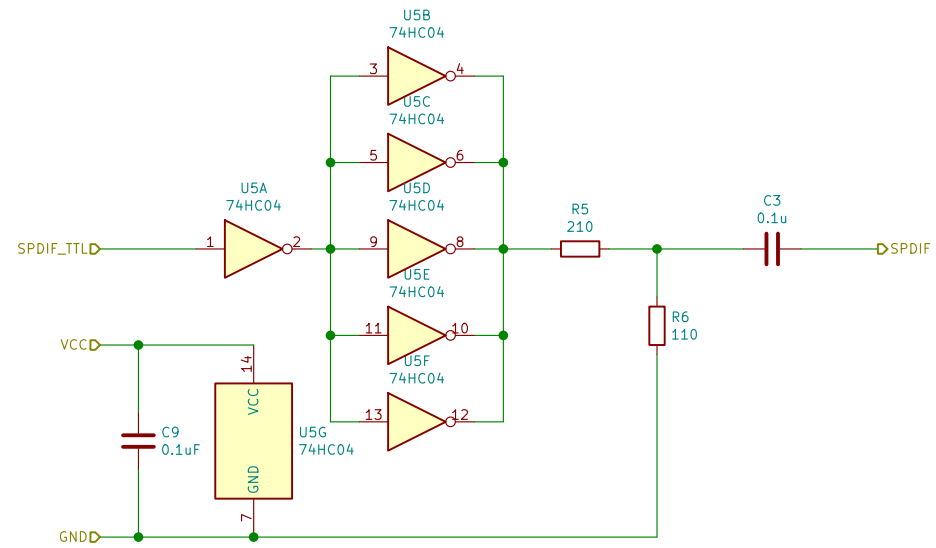 U5B
74HC04
3
4
U5C
74HC04
5
6
U5D
74HC04
U5A
74HC04
9
8
SPDIF_TTL
1
2
R5
210
C3
0.1u
SPDIF
U5E
74HC04
11
10
R6
110
VCC
14
VCC
U5F
74HC04
13
12
C9
0.1uF
U5G
74HC04
GND
7
GND